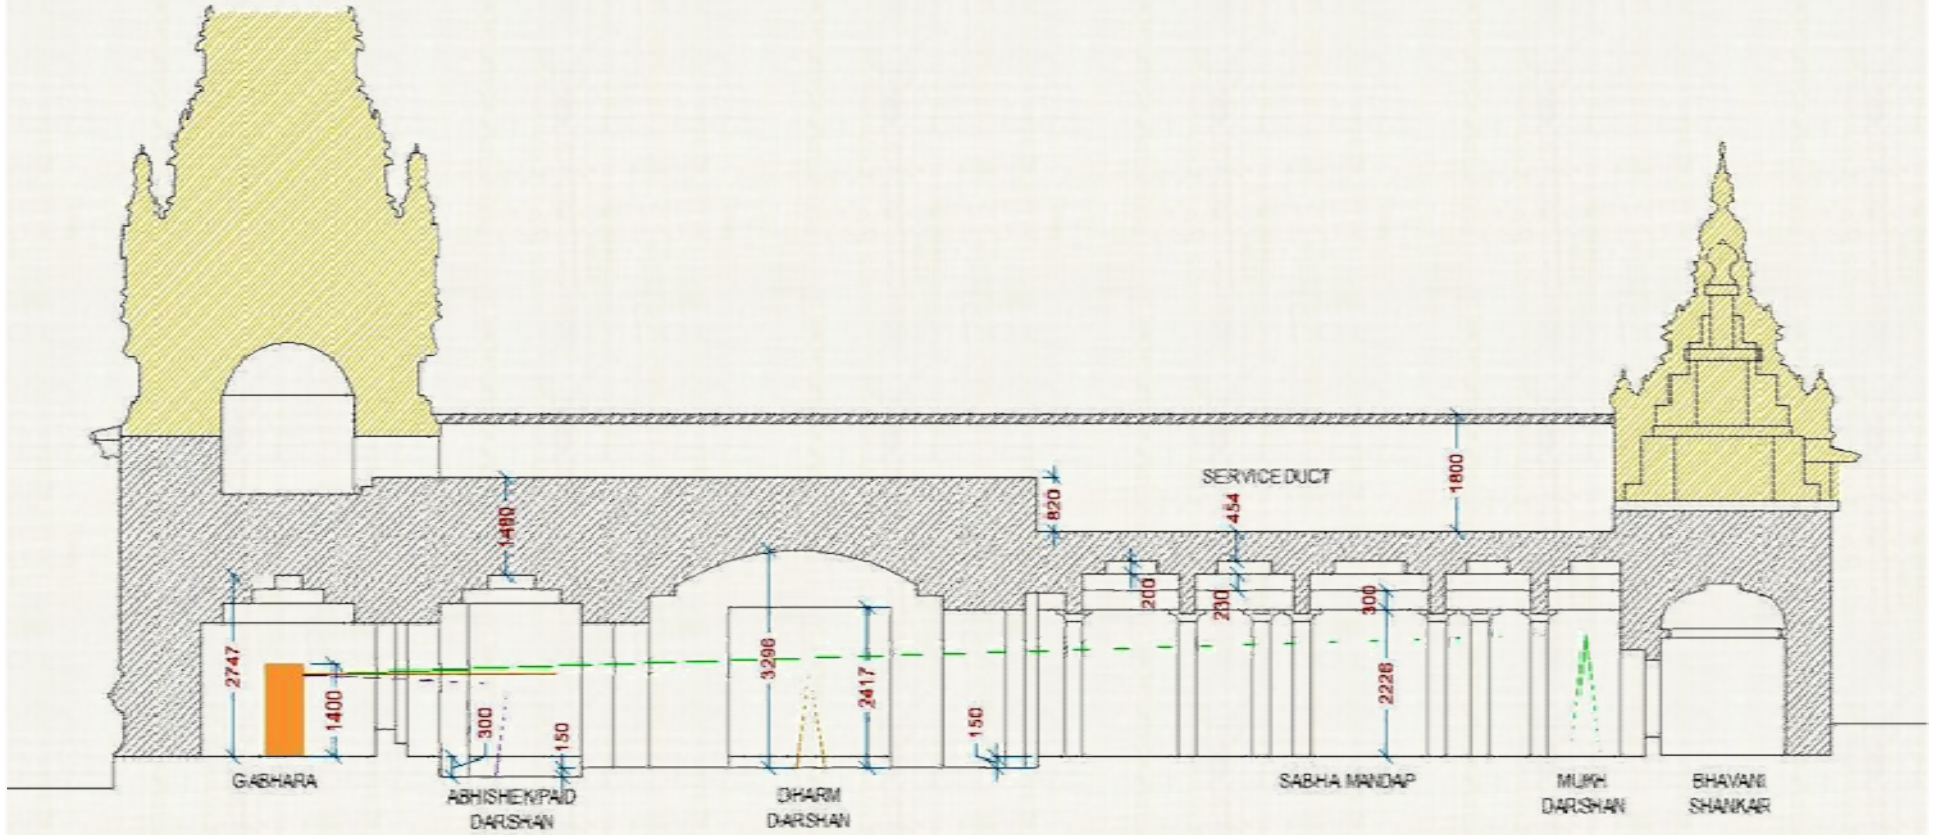 SERVICE DUCT
1800
454
820
1480
200
230
300
2747
1400
300
150
3296
2417
150
2226
GABHARA
ABHISHEK/PAID
DARSHAN
DHARM
DARSHAN
SABHA MANDAP
MUKH
DARSHAN
BHAVANI
SHANKAR